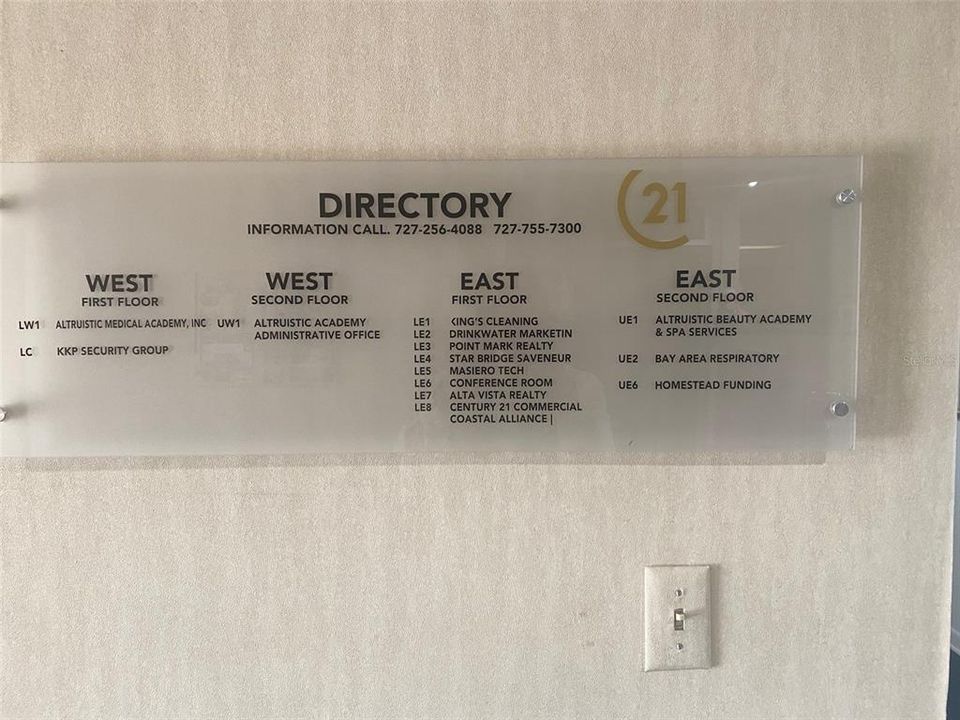 DIRECTORY
INFORMATION CALL. 727-256-4088 727-755-7300
21
WEST
FIRST FLOOR
LW1 ALTRUISTIC MEDICAL ACADEMY, INC
LC KKP SECURITY GROUP
WEST
SECOND FLOOR
UW1 ALTRUISTIC ACADEMY
ADMINISTRATIVE OFFICE
EAST
FIRST FLOOR
LE1 KING'S CLEANING
LE2 DRINKWATER MARKETIN
LE3 POINT MARK REALTY
LE4 STAR BRIDGE SAVENEUR
LE5 MASIERO TECH
LE6 CONFERENCE ROOM
LE7 ALTA VISTA REALTY
LE8 CENTURY 21 COMMERCIAL
COASTAL ALLIANCE |
EAST
SECOND FLOOR
UE1 ALTRUISTIC BEAUTY ACADEMY
& SPA SERVICES
UE2 BAY AREA RESPIRATORY
UE6 HOMESTEAD FUNDING